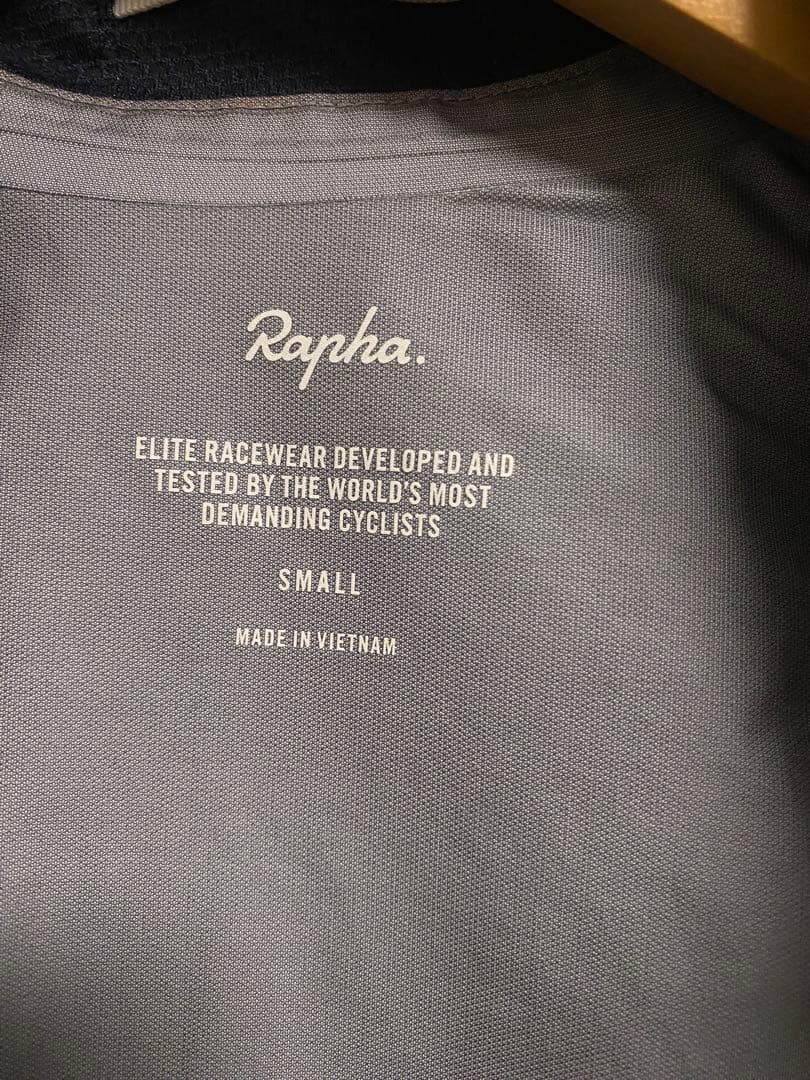 Rapha.
ELITE RACEWEAR DEVELOPED AND
TESTED BY THE WORLD'S MOST
DEMANDING CYCLISTS
SMALL
MADE IN VIETNAM